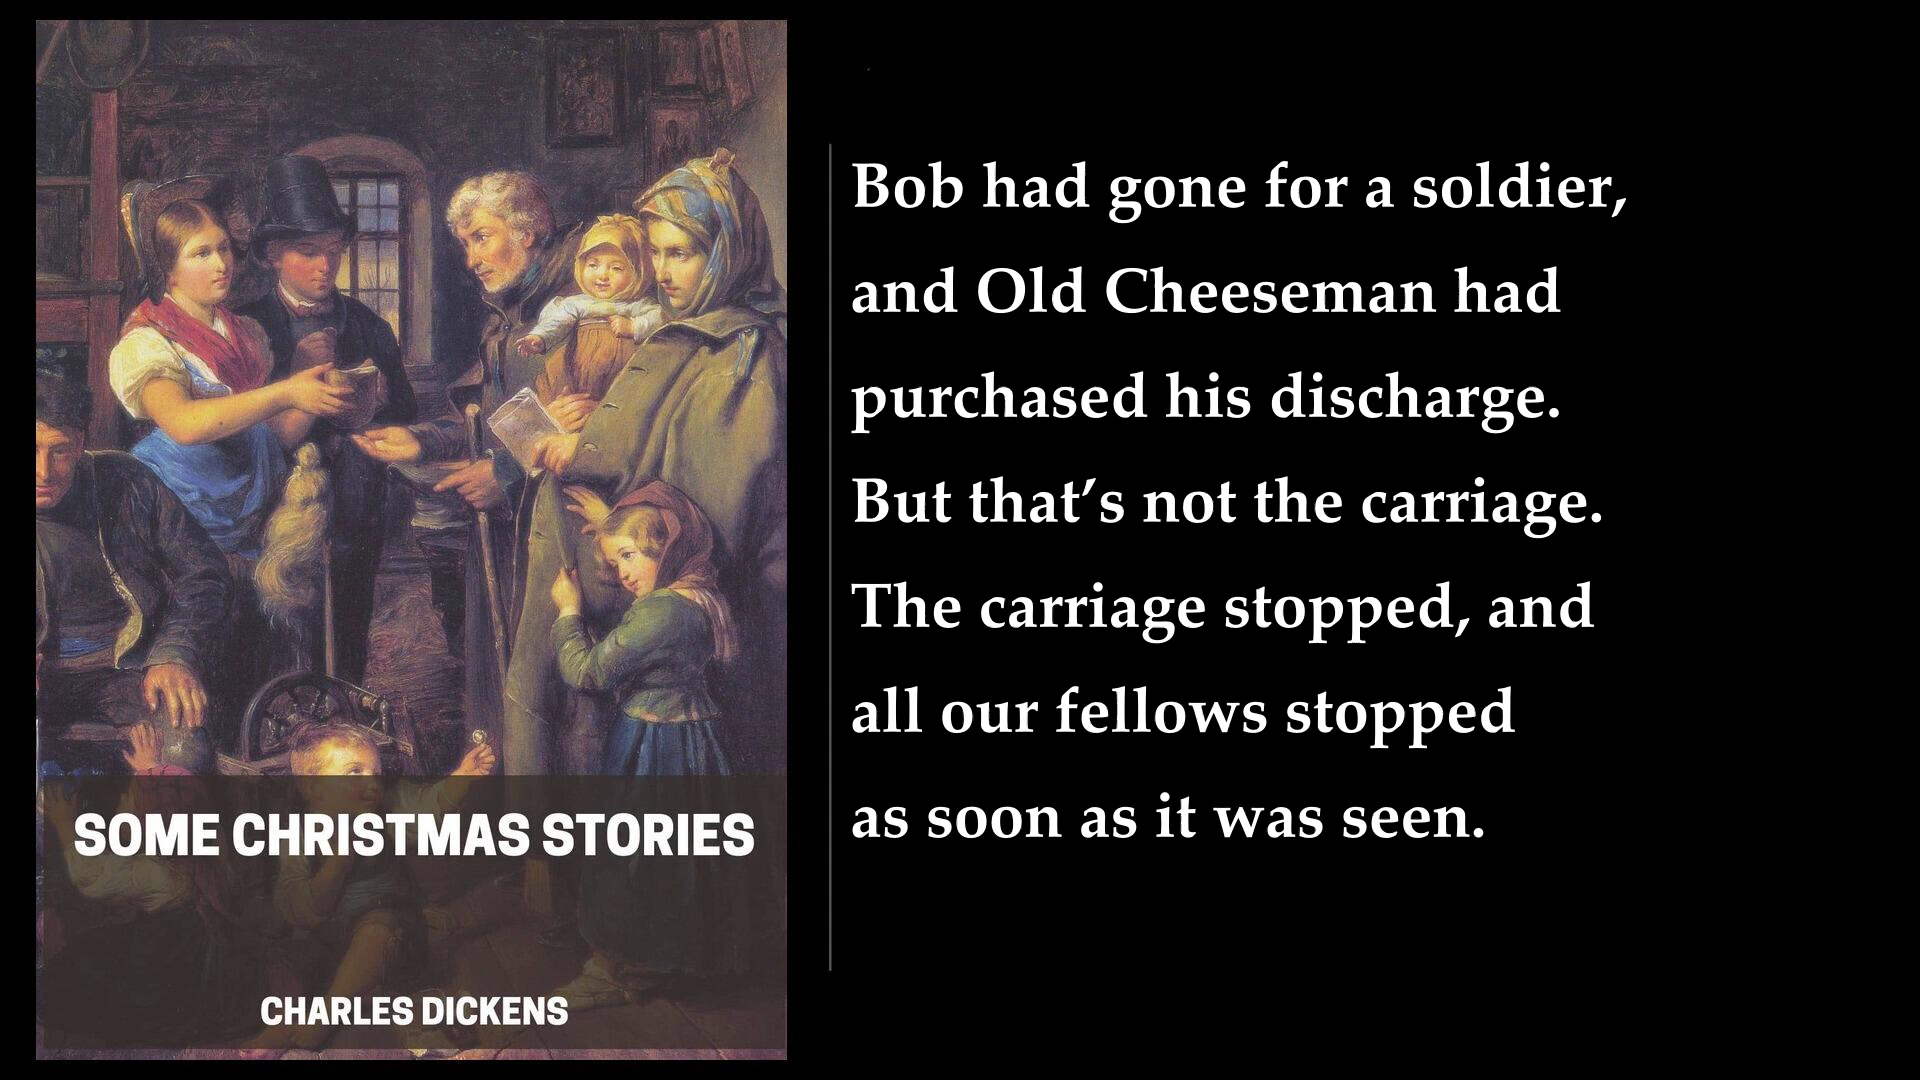 SOME CHRISTMAS STORIES
CHARLES DICKENS
Bob had gone for a soldier,
and Old Cheeseman had
purchased his discharge.
But that’s not the carriage.
The carriage stopped, and
all our fellows stopped
as soon as it was seen.